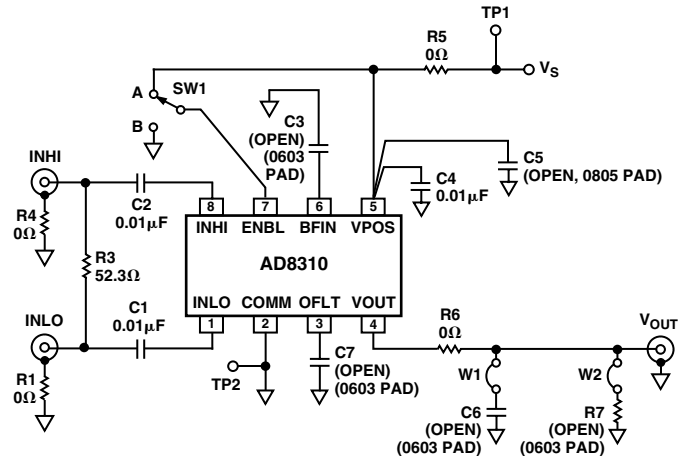 TP1
R5
0Ω
VS
A
SW1
B
C3
(OPEN)
(0603
PAD)
C5
(OPEN, 0805 PAD)
C4
0.01µF
INHI
C2
0.01µF
R4
0Ω
R3
52.3Ω
8
7
6
5
INHI
ENBL
BFIN
VPOS
AD8310
INLO
COMM
OFLT
VOUT
1
2
3
4
INLO
C1
0.01µF
R1
0Ω
TP2
C7
(OPEN)
(0603 PAD)
R6
0Ω
VOUT
W1
W2
C6
(OPEN)
(0603 PAD)
R7
(OPEN)
(0603 PAD)